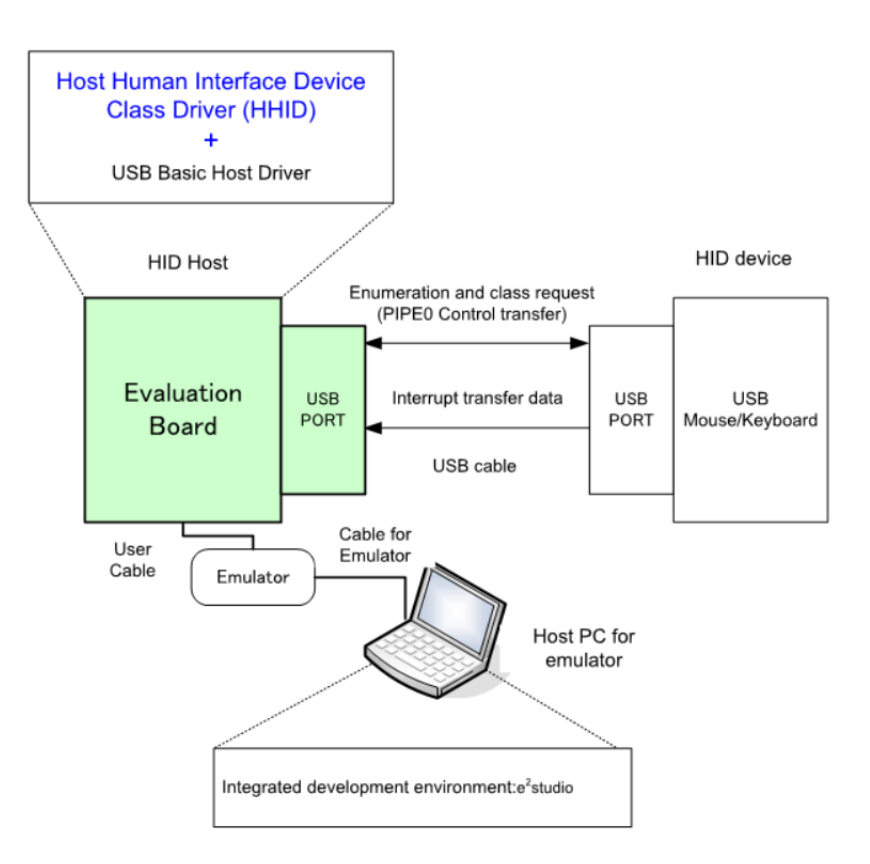 Host Human Interface Device
Class Driver (HHID)
+
USB Basic Host Driver
HID Host
HID device
Enumeration and class request
(PIPE0 Control transfer)
Evaluation
Board
USB
PORT
Interrupt transfer data
USB
PORT
USB
Mouse/Keyboard
USB cable
User
Cable
Cable for
Emulator
Emulator
Host PC for
emulator
Integrated development environment:e²studio